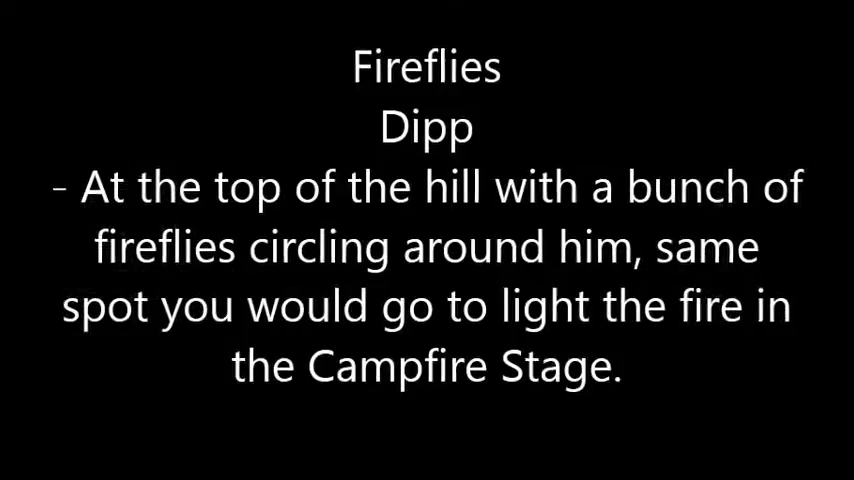 Fireflies
Dipp
- At the top of the hill with a bunch of
fireflies circling around him, same
spot you would go to light the fire in
the Campfire Stage.